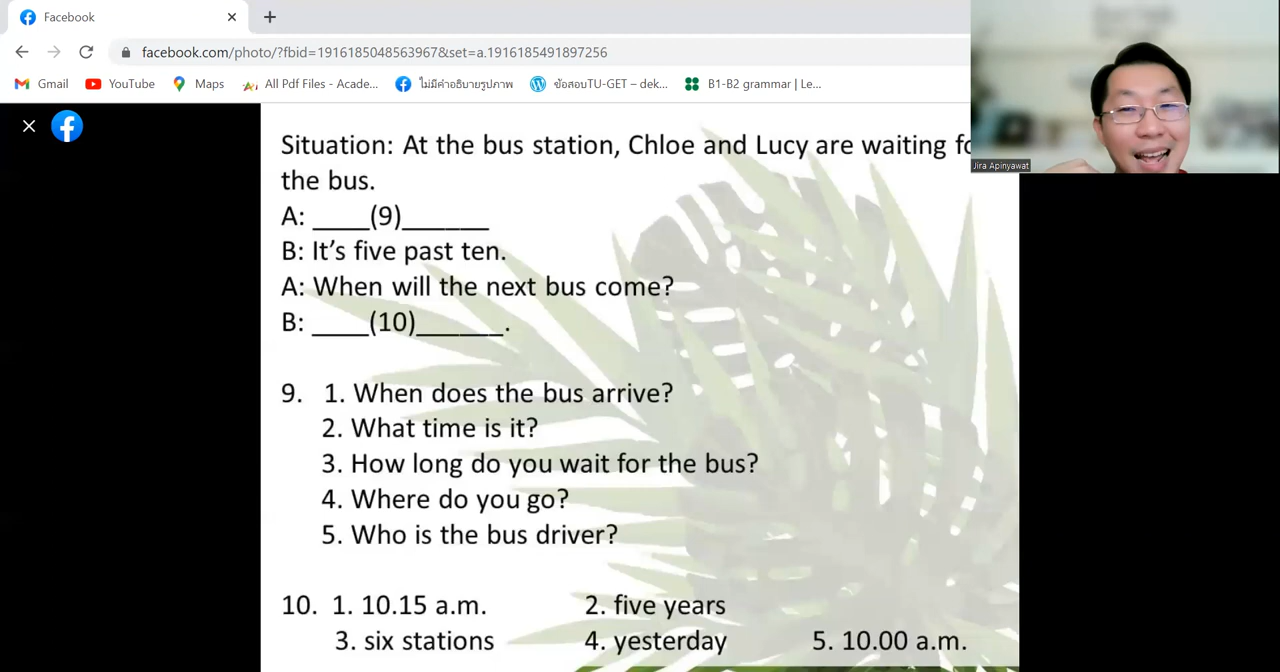 Facebook
facebook.com/photo/?fbid=1916185048563967&set=a.1916185491897256
Gmail YouTube Maps All Pdf Files - Acade... ไม่มีคำอธิบายรูปภาพ ข้อสอบTU-GET – dek... B1-B2 grammar | Le...
Jira Apinyawat
Situation: At the bus station, Chloe and Lucy are waiting fo
the bus.
A: ____(9)______
B: It's five past ten.
A: When will the next bus come?
B: ____(10)______.
9. 1. When does the bus arrive?
2. What time is it?
3. How long do you wait for the bus?
4. Where do you go?
5. Who is the bus driver?
10. 1. 10.15 a.m. 2. five years
3. six stations 4. yesterday 5. 10.00 a.m.